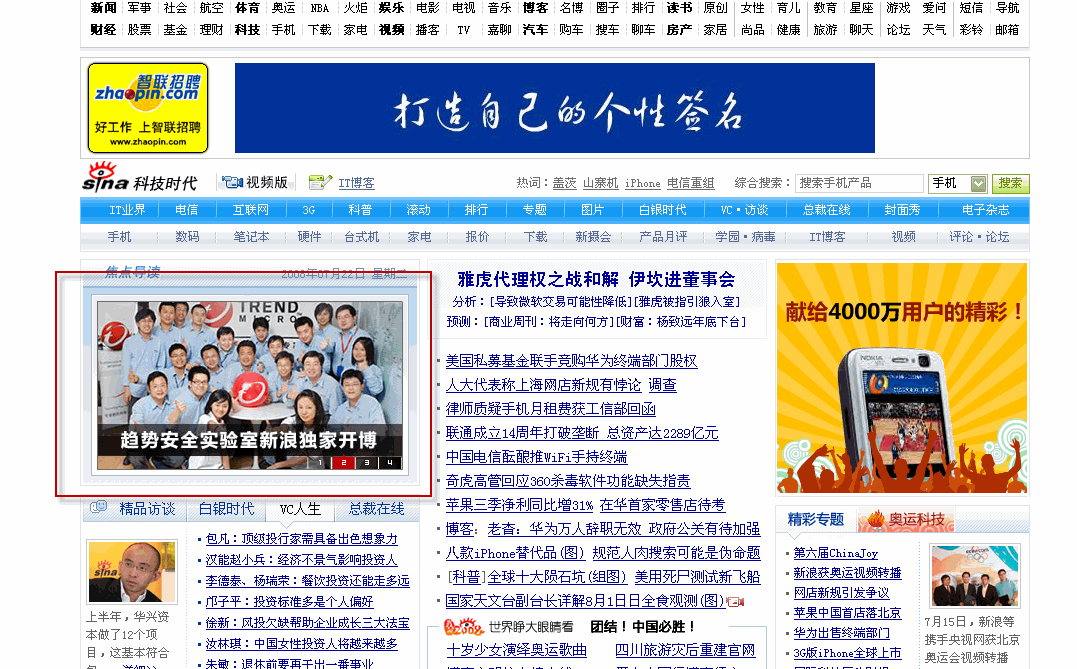 新闻 军事 社会 航空 体育 奥运 NBA 火炬 娱乐 电影 电视 音乐 博客 名博 圈子 排行 读书 原创 女性 育儿 教育 星座 游戏 爱问 短信 导航
财经 股票 基金 理财 科技 手机 下载 家电 视频 播客 TV 嘉聊 汽车 购车 搜车 聊车 房产 家居 尚品 健康 旅游 聊天 论坛 天气 彩铃 邮箱
智联招聘
zhaopin.com
好工作 上智联招聘
www.zhaopin.com
打造自己的个性签名
sina 科技时代 视频版 IT博客 热词：盖茨 山寨机 iPhone 电信重组 综合搜索： 搜索手机产品 手机 搜索
IT业界 电信 互联网 3G 科普 滚动 排行 专题 图片 白银时代 VC·访谈 总裁在线 封面秀 电子杂志
手机 数码 笔记本 硬件 台式机 家电 报价 下载 新摄会 产品月评 学园·病毒 IT博客 视频 评论·论坛
焦点导读 2008年07月22日 星期二
TREND MICRO
趋势安全实验室新浪独家开博
1 2 3 4
精品访谈 白银时代 VC人生 总裁在线
sina
上半年，华兴资
本做了12个项
目，这基本符合
包凡：顶级投行家需具备出色想象力
汉能赵小兵：经济不景气影响投资人
李德泰、杨瑞荣：餐饮投资还能走多远
邝子平：投资标准多是个人偏好
徐新：风投欠缺帮助企业成长三大法宝
汝林琪：中国女性投资人将越来越多
朱敏：退休前要再干出一番事业
雅虎代理权之战和解 伊坎进董事会
分析：[导致微软交易可能性降低][雅虎被指引狼入室]
预测：[商业周刊：将走向何方][财富：杨致远年底下台]
美国私募基金联手竞购华为终端部门股权
人大代表称上海网店新规有悖论 调查
律师质疑手机月租费获工信部回函
联通成立14周年打破垄断 总资产达2289亿元
中国电信酝酿推WiFi手持终端
奇虎高管回应360杀毒软件功能缺失指责
苹果三季净利同比增31% 在华首家零售店待考
博客：老杳：华为万人辞职无效 政府公关有待加强
八款iPhone替代品(图) 规范人肉搜索可能是伪命题
[科普]全球十大陨石坑(组图) 美用死尸测试新飞船
国家天文台副台长详解8月1日日全食观测(图)
2008 世界睁大眼睛看 团结！中国必胜！
十岁少女演绎奥运歌曲 四川旅游灾后重建官网
献给4000万用户的精彩！
NOKIA
精彩专题 奥运科技
第六届ChinaJoy
新浪获奥运视频转播
网店新规引发争议
苹果中国首店落北京
华为出售终端部门
3G版iPhone全球上市
7月15日，新浪等
携手央视网获北京
奥运会视频转播